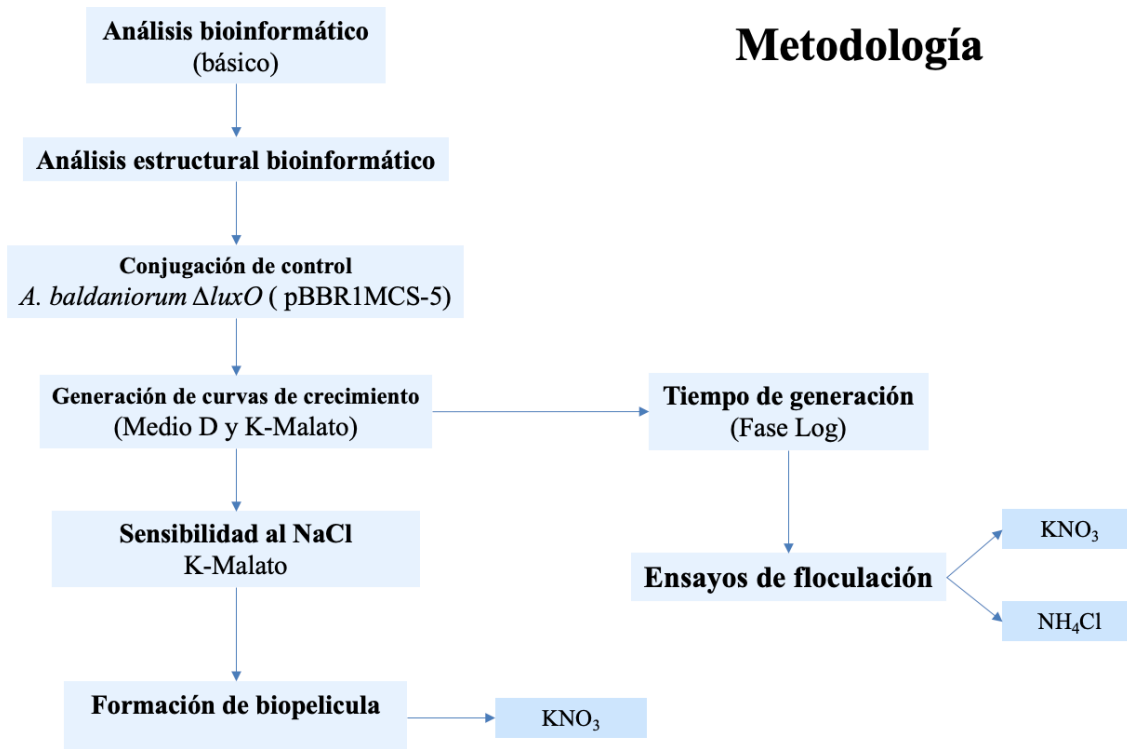 Metodología
Análisis bioinformático
(básico)
Análisis estructural bioinformático
Conjugación de control
A. baldaniorum ΔluxO ( pBBR1MCS-5)
Generación de curvas de crecimiento
(Medio D y K-Malato)
Tiempo de generación
(Fase Log)
Sensibilidad al NaCl
K-Malato
Ensayos de floculación
KNO₃
NH₄Cl
Formación de biopelicula
KNO₃